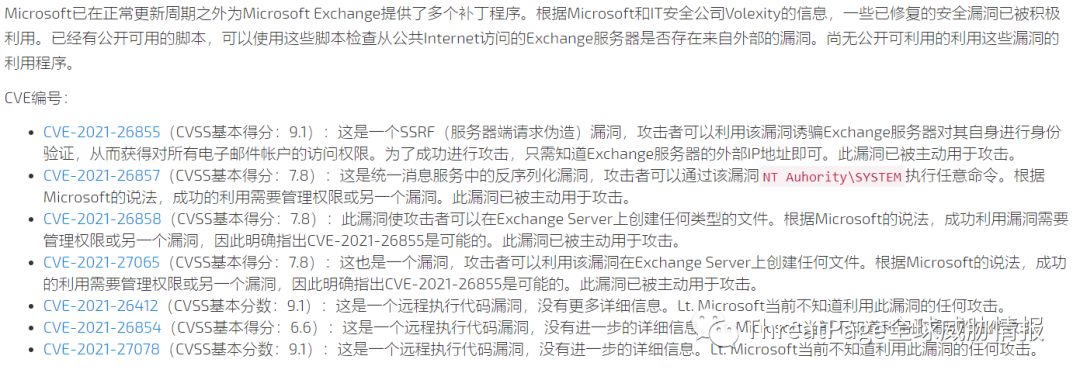 Microsoft已在正常更新周期之外为Microsoft Exchange提供了多个补丁程序。根据Microsoft和IT安全公司Volexity的信息，一些已修复的安全漏洞已被积极
利用。已经有公开可用的脚本，可以使用这些脚本检查从公共Internet访问的Exchange服务器是否存在来自外部的漏洞。尚无公开可利用的利用这些漏洞的
利用程序。
CVE编号：
• CVE-2021-26855（CVSS基本得分：9.1）：这是一个SSRF（服务器端请求伪造）漏洞，攻击者可以利用该漏洞诱骗Exchange服务器对其自身进行身份
验证，从而获得对所有电子邮件帐户的访问权限。为了成功进行攻击，只需知道Exchange服务器的外部IP地址即可。此漏洞已被主动用于攻击。
• CVE-2021-26857（CVSS基本得分：7.8）：这是统一消息服务中的反序列化漏洞，攻击者可以通过该漏洞 NT Auhority\SYSTEM 执行任意命令。根据
Microsoft的说法，成功的利用需要管理权限或另一个漏洞。此漏洞已被主动用于攻击。
• CVE-2021-26858（CVSS基本得分：7.8）：此漏洞使攻击者可以在Exchange Server上创建任何类型的文件。根据Microsoft的说法，成功利用漏洞需要
管理权限或另一个漏洞，因此明确指出CVE-2021-26855是可能的。此漏洞已被主动用于攻击。
• CVE-2021-27065（CVSS基本得分：7.8）：这也是一个漏洞，攻击者可以利用该漏洞在Exchange Server上创建任何文件。根据Microsoft的说法，成功
的利用需要管理权限或另一个漏洞，因此明确指出CVE-2021-26855是可能的。此漏洞已被主动用于攻击。
• CVE-2021-26412（CVSS基本分数：9.1）：这是一个远程执行代码漏洞，没有更多详细信息。Lt. Microsoft当前不知道利用此漏洞的任何攻击。
• CVE-2021-26854（CVSS基本得分：6.6）：这是一个远程执行代码漏洞，没有进一步的详细信息
ThreatPage全球威胁情报
• CVE-2021-27078（CVSS基本分数：9.1）：这是一个远程执行代码漏洞，没有进一步的详细信息。Lt. Microsoft当前不知道利用此漏洞的任何攻击。